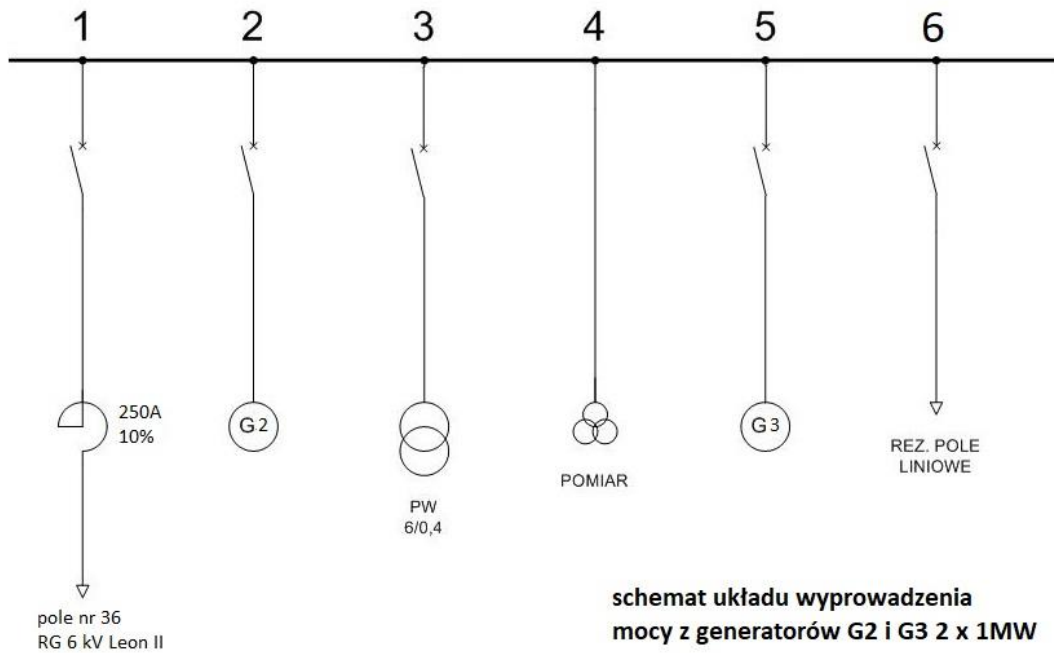 1 2 3 4 5 6
250A
10%
G2
G3
PW
6/0,4
POMIAR
REZ. POLE
LINIOWE
pole nr 36
RG 6 kV Leon II
schemat układu wyprowadzenia
mocy z generatorów G2 i G3 2 x 1MW